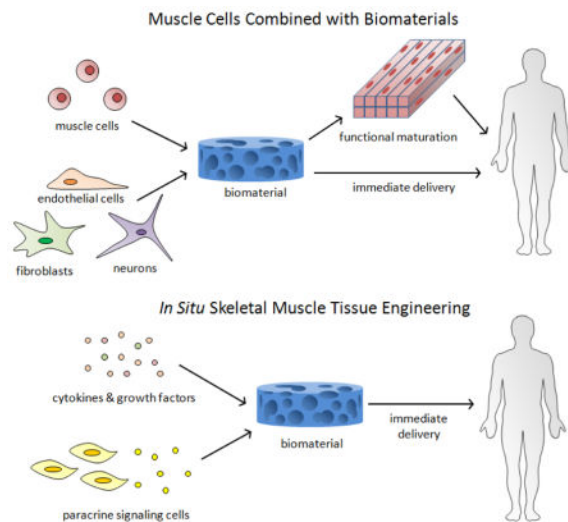 Muscle Cells Combined with Biomaterials
muscle cells
functional maturation
biomaterial
immediate delivery
endothelial cells
fibroblasts
neurons
In Situ Skeletal Muscle Tissue Engineering
cytokines & growth factors
biomaterial
immediate
delivery
paracrine signaling cells